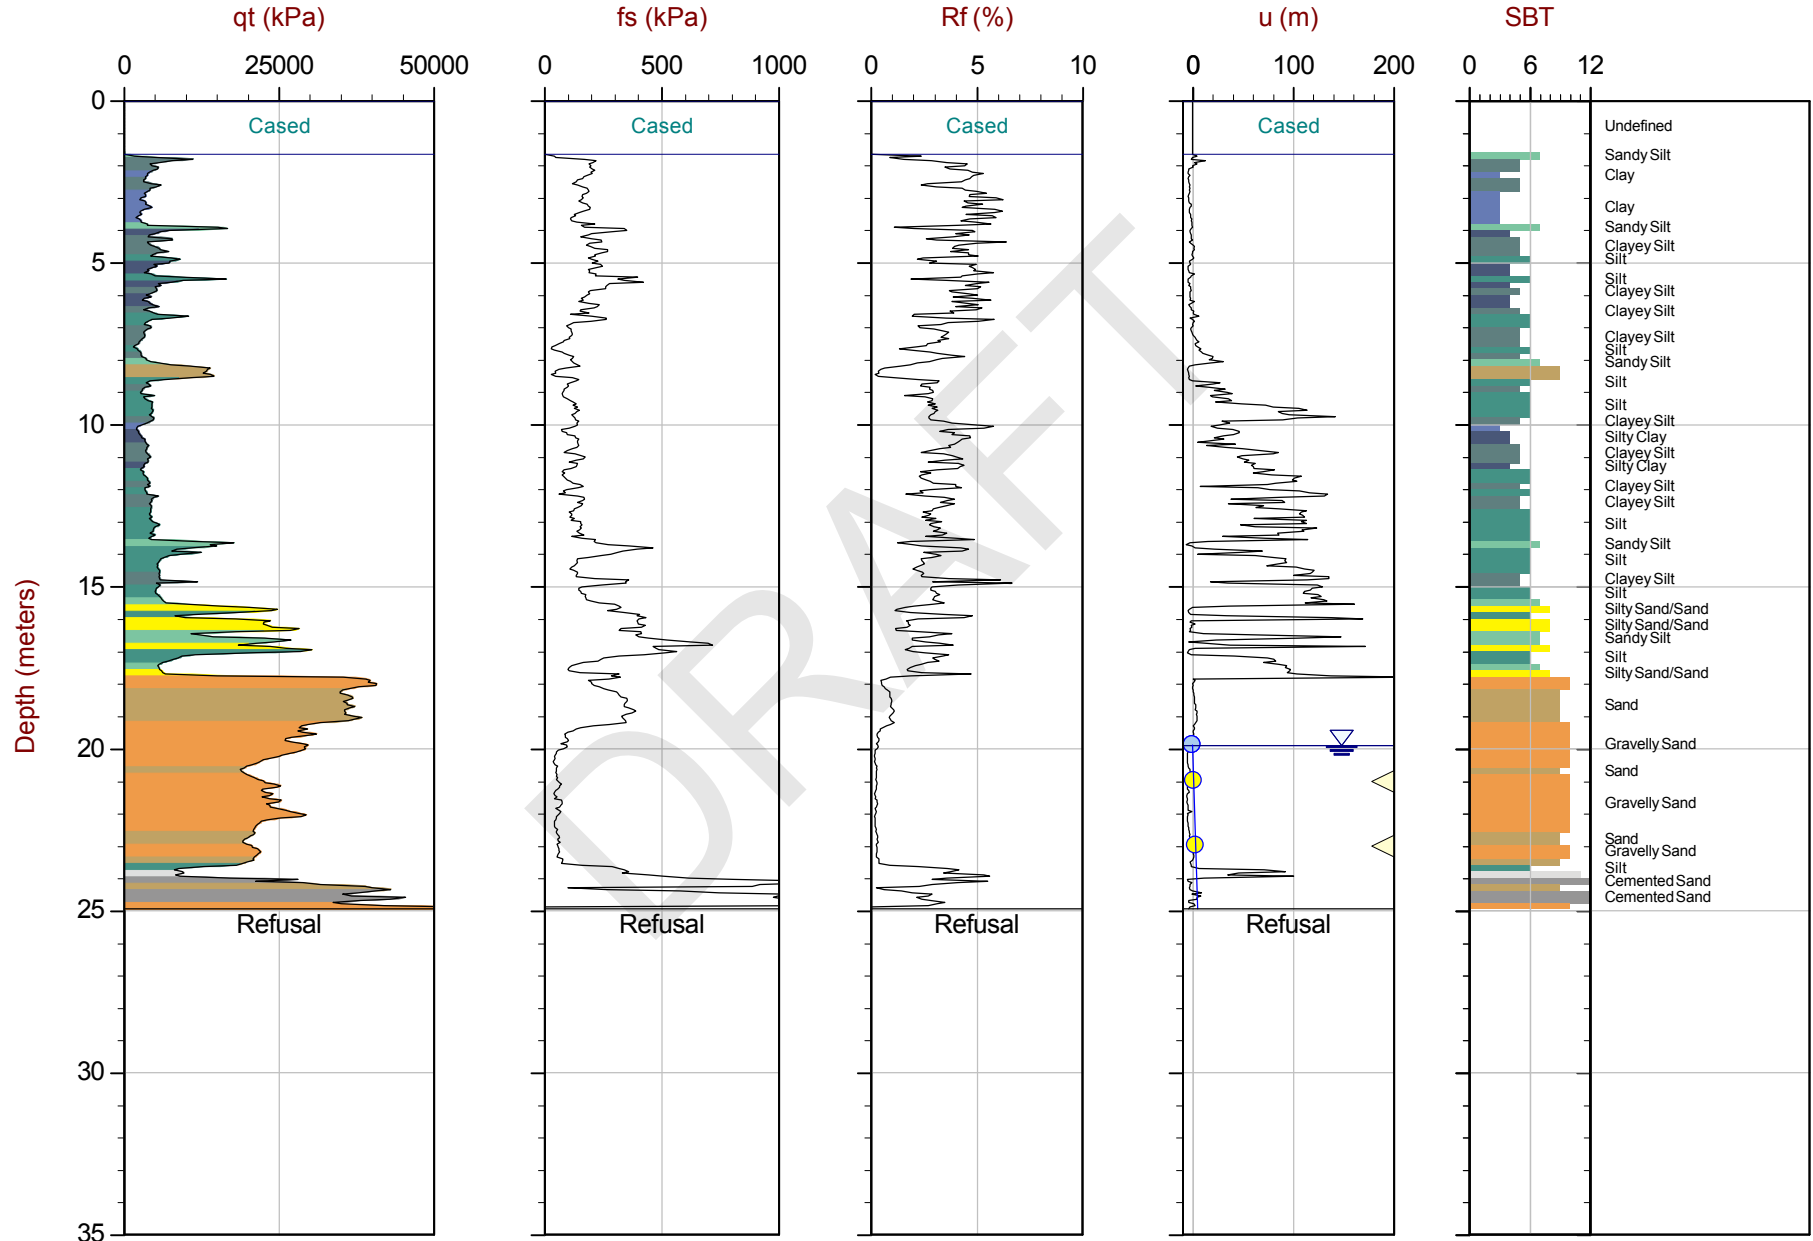 qt (kPa) fs (kPa) Rf (%) u (m) SBT
0 25000 50000 0 500 1000 0 5 10 0 100 200 0 6 12
0
Cased Cased Cased Cased
Undefined
Sandy Silt
Clay
Clay
Sandy Silt
Clayey Silt
Silt
5
Silt
Clayey Silt
Clayey Silt
Clayey Silt
Silt
Sandy Silt
Silt
Silt
Clayey Silt
10
Silty Clay
Clayey Silt
Silty Clay
Clayey Silt
Clayey Silt
Silt
Sandy Silt
Silt
Clayey Silt
15
Silt
Silty Sand/Sand
Silty Sand/Sand
Sandy Silt
Silt
Silty Sand/Sand
Sand
Gravelly Sand
20
Sand
Gravelly Sand
Sand
Gravelly Sand
Silt
Cemented Sand
Cemented Sand
25
Refusal Refusal Refusal Refusal
30
35
Depth (meters)
DRAFT